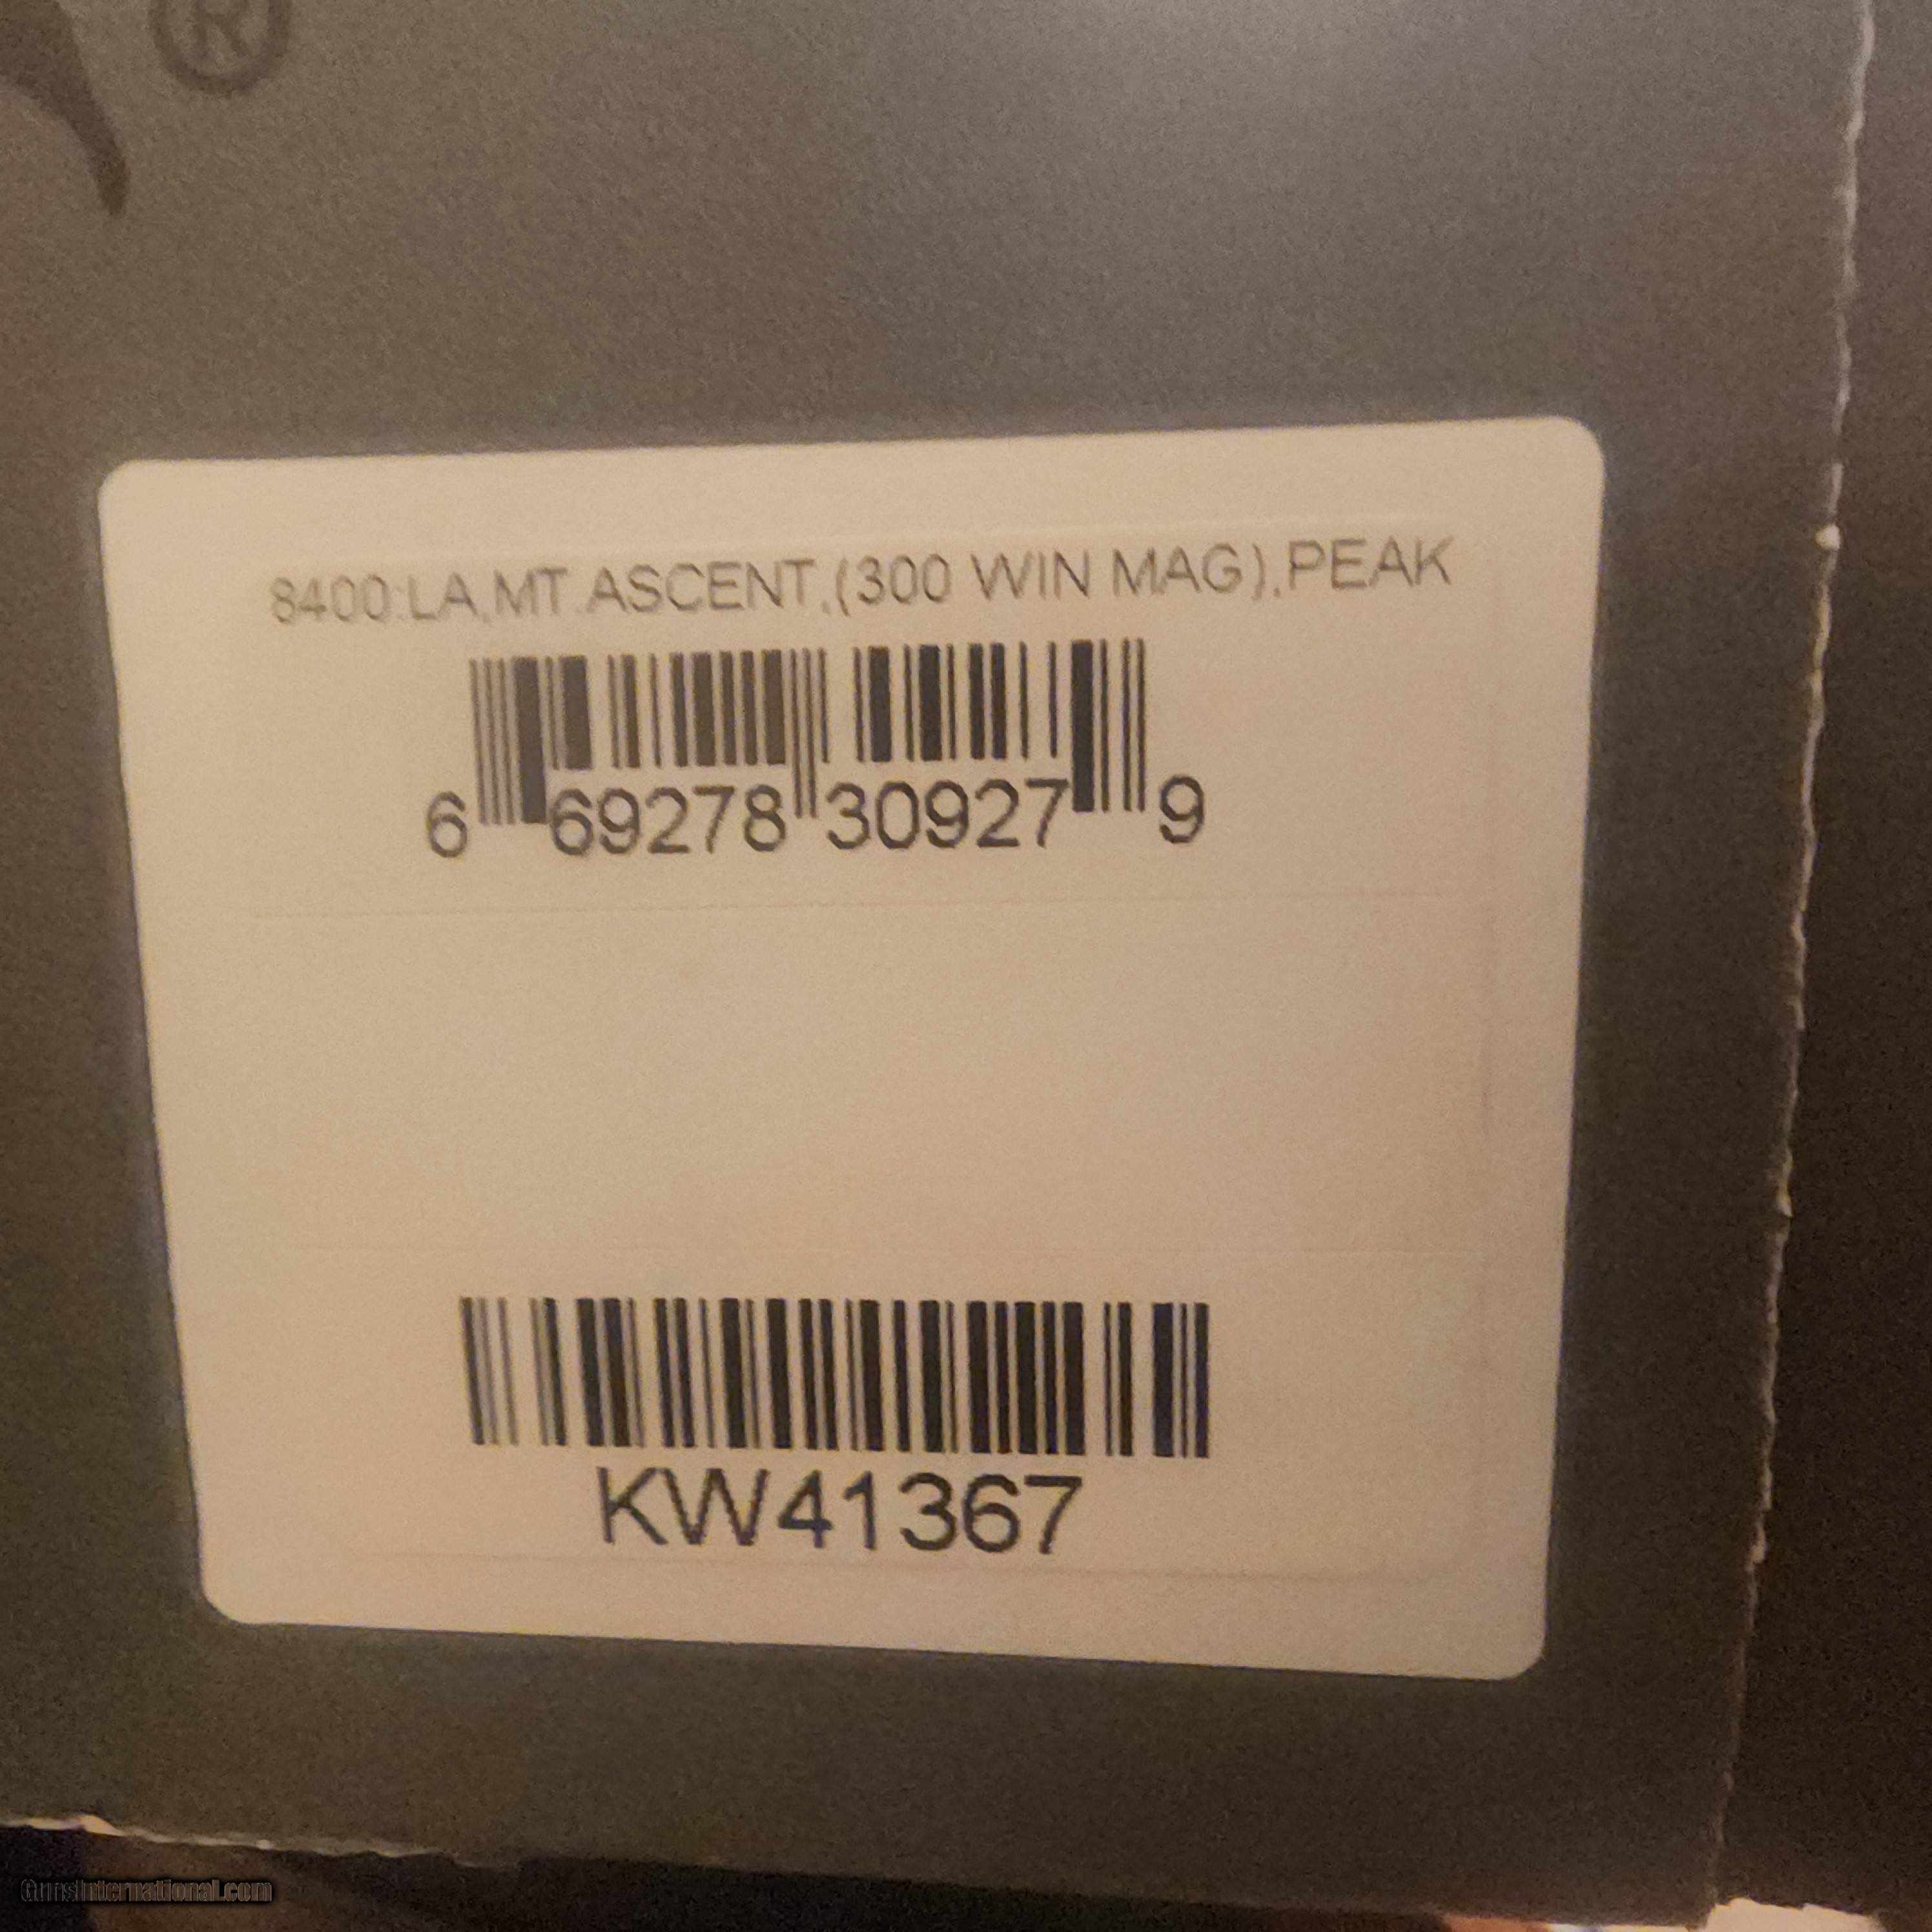 ®
8400:LA,MT.ASCENT,(300 WIN MAG),PEAK
6 69278 30927 9
KW41367
GunsInternational.com